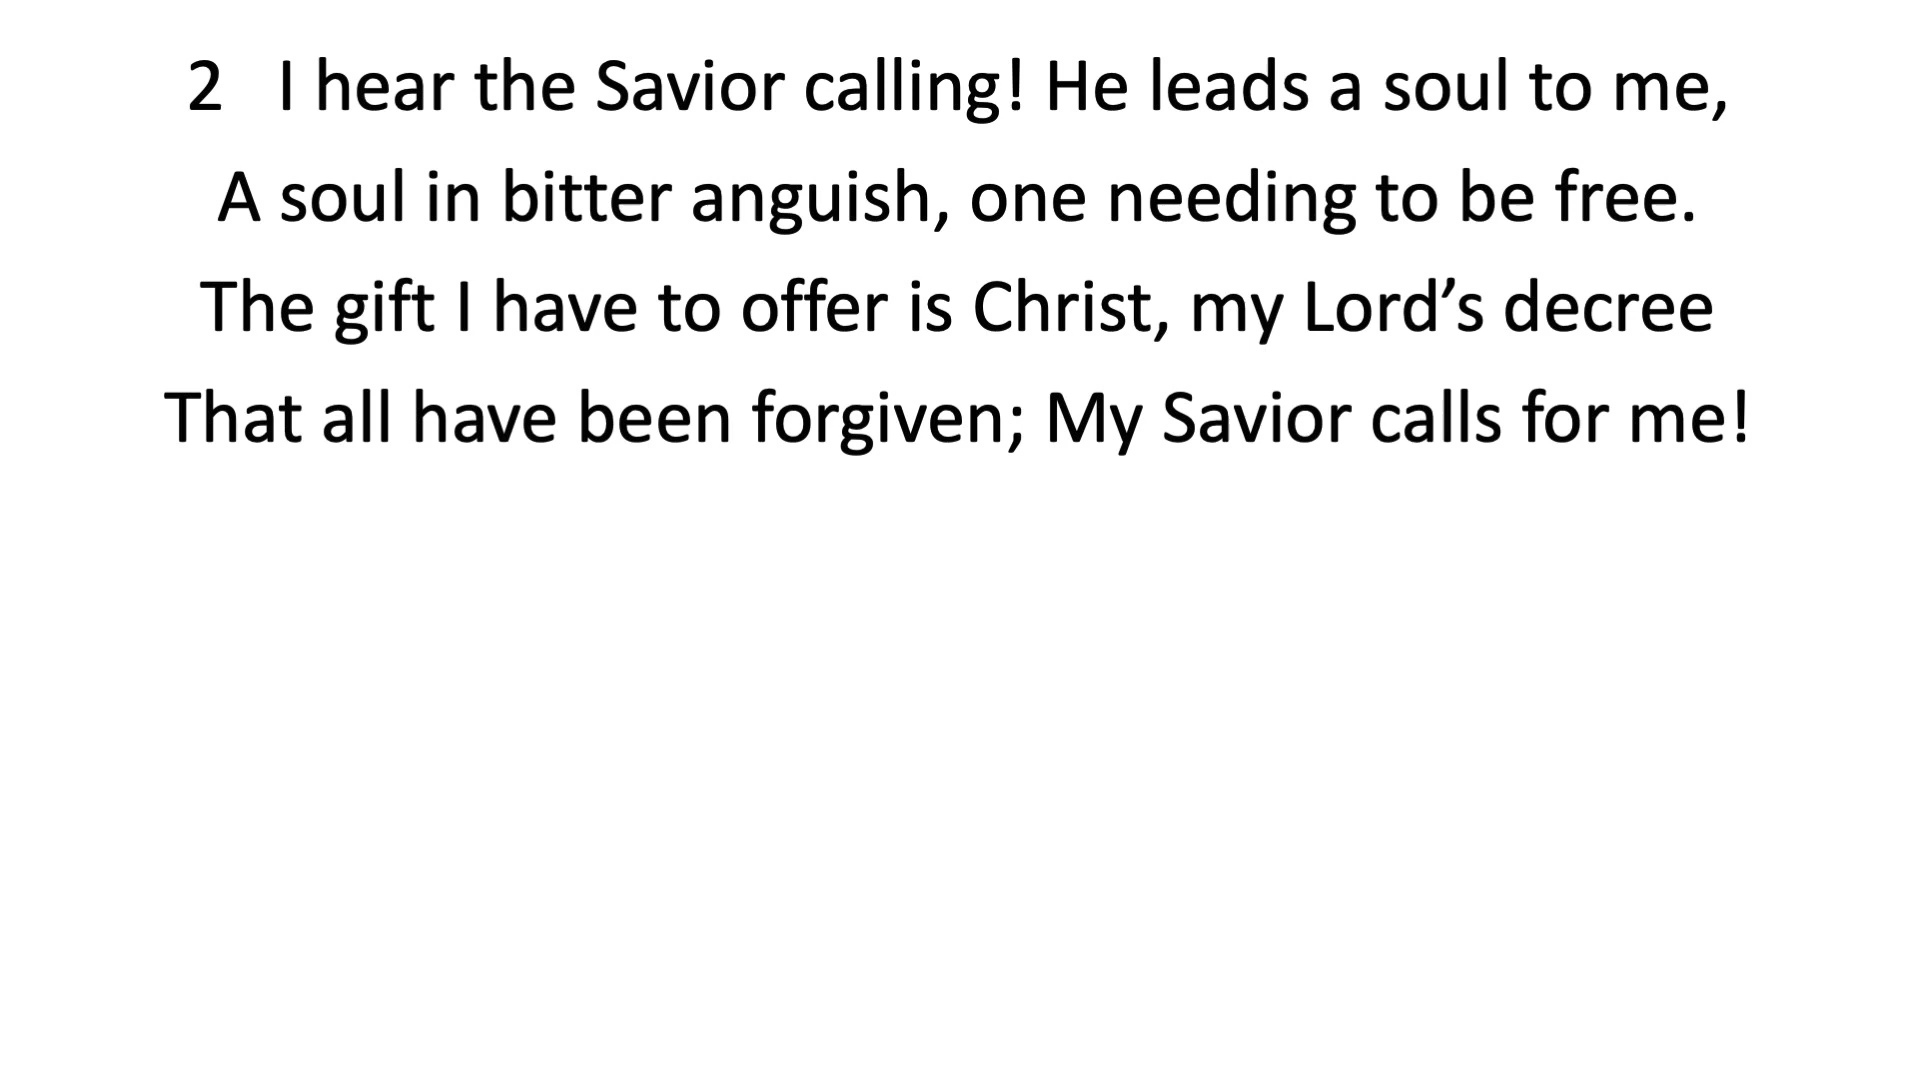 2 I hear the Savior calling! He leads a soul to me,
A soul in bitter anguish, one needing to be free.
The gift I have to offer is Christ, my Lord’s decree
That all have been forgiven; My Savior calls for me!